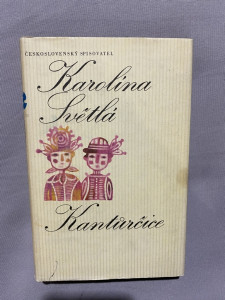 ČESKOSLOVENSKÝ SPISOVATEL
Karolina
Světlá
Kantůrčice